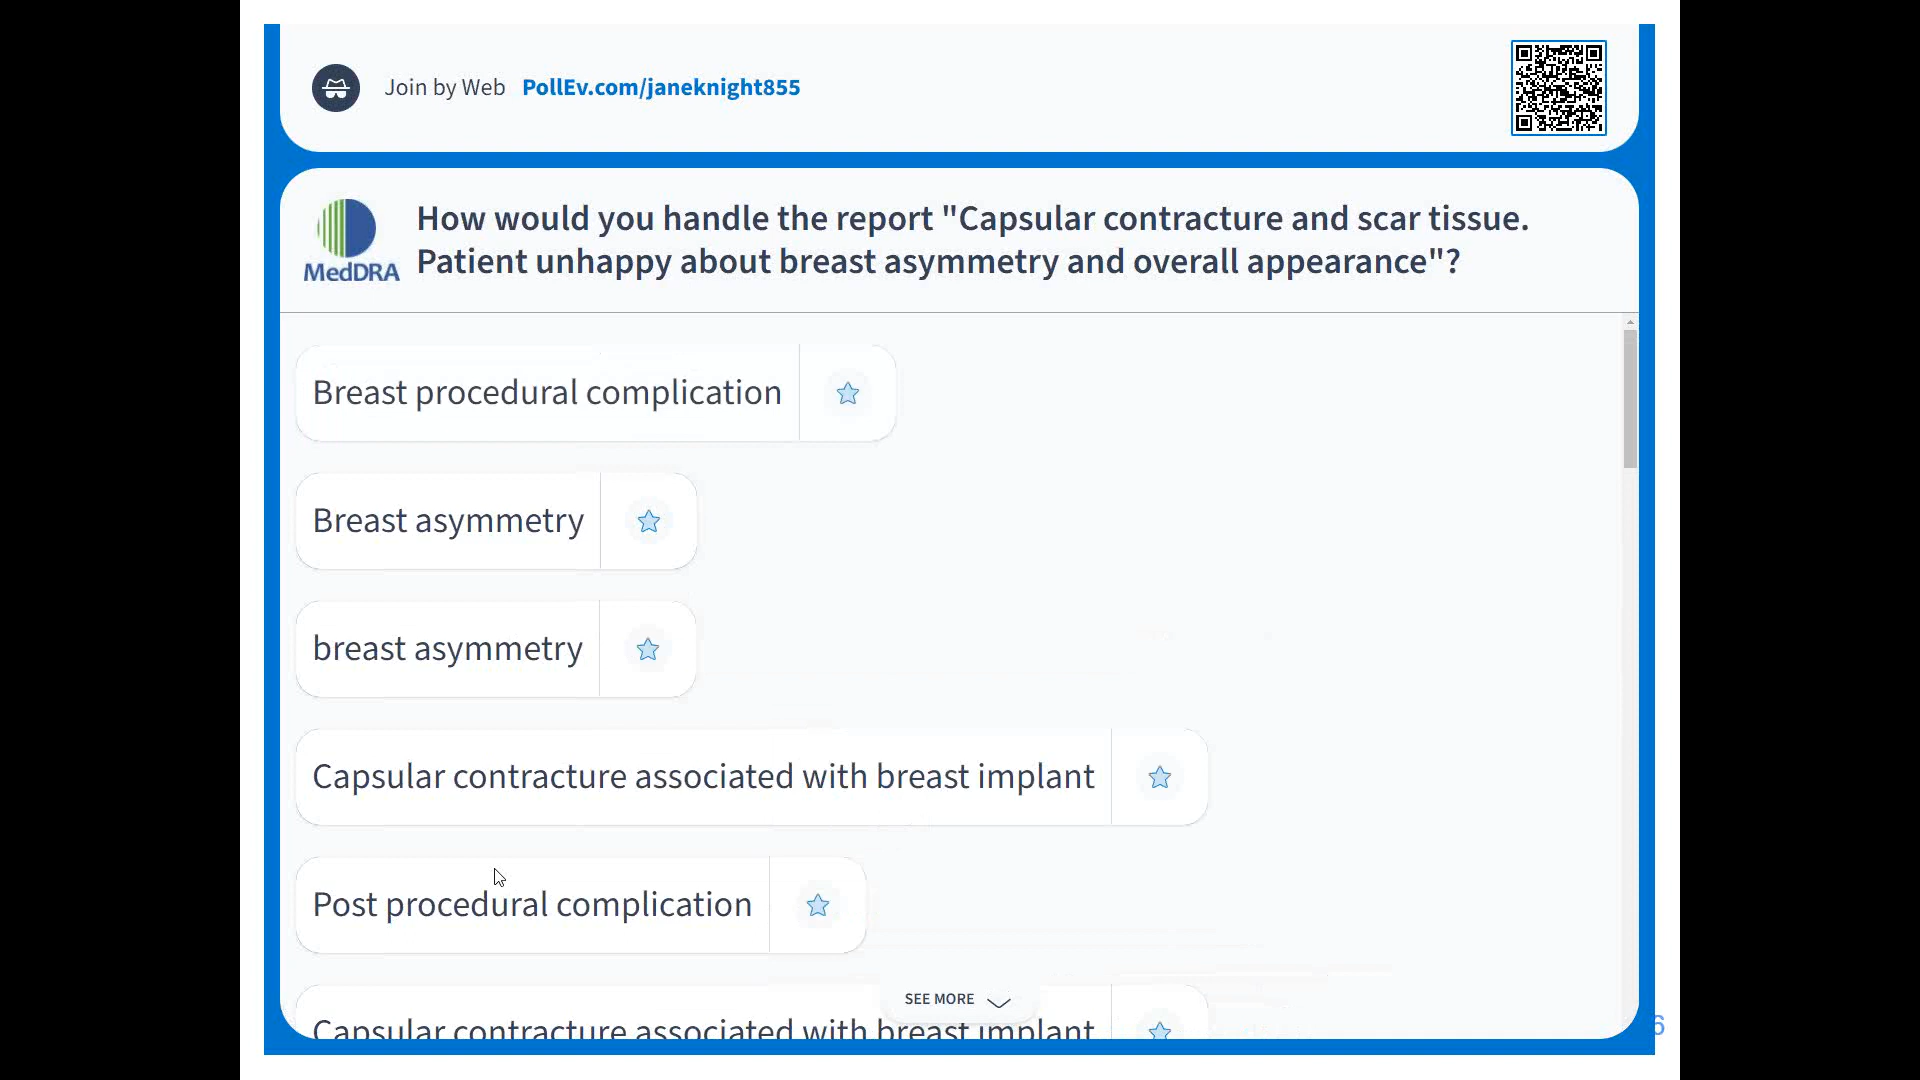 Join by Web PollEv.com/janeknight855
MedDRA
How would you handle the report "Capsular contracture and scar tissue.
Patient unhappy about breast asymmetry and overall appearance"?
Breast procedural complication
Breast asymmetry
breast asymmetry
Capsular contracture associated with breast implant
Post procedural complication
SEE MORE
Capsular contracture associated with breast implant
6